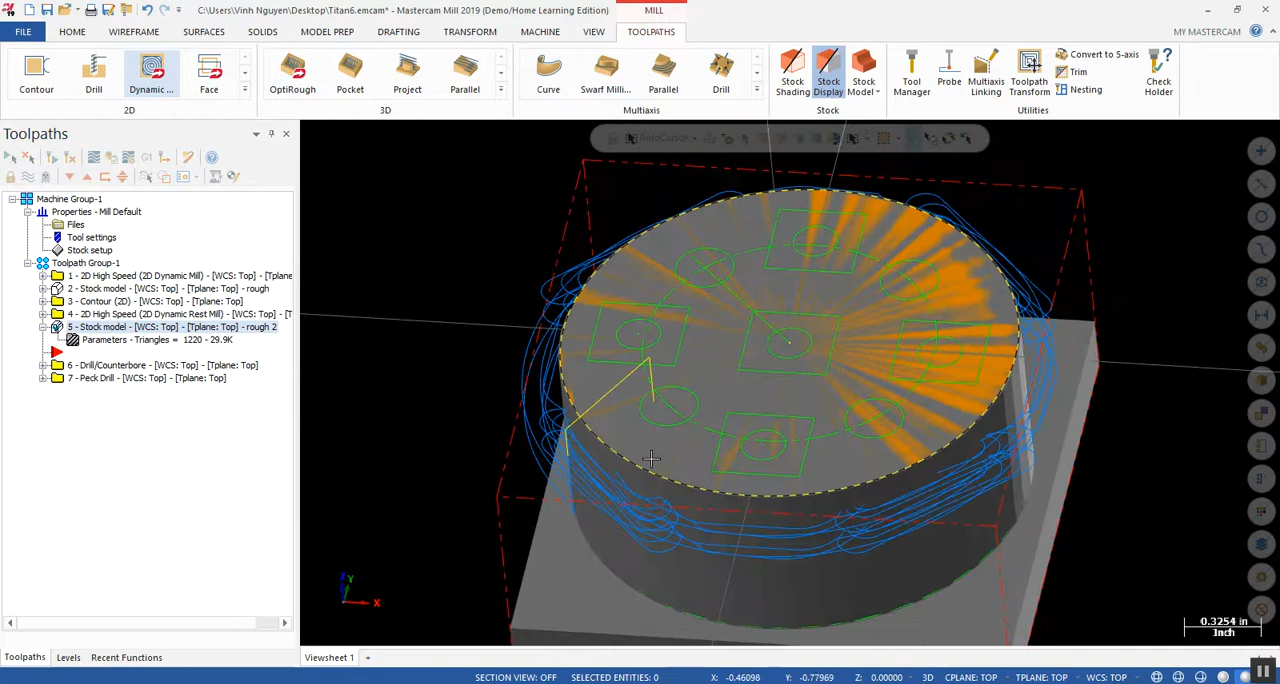 C:\Users\Vinh Nguyen\Desktop\Titan6.emcam* - Mastercam Mill 2019 (Demo/Home Learning Edition)
MILL
FILE HOME WIREFRAME SURFACES SOLIDS MODEL PREP DRAFTING TRANSFORM MACHINE VIEW TOOLPATHS MY MASTERCAM
Contour Drill Dynamic ... Face
2D
OptiRough Pocket Project Parallel
3D
Curve Swarf Milli... Parallel Drill
Multiaxis
Stock Shading Stock Display Stock Model
Stock
Tool Manager Probe Multiaxis Linking Toolpath Transform Convert to 5-axis Trim Nesting Check Holder
Utilities
Toolpaths
AutoCursor
G1
Machine Group-1
Properties - Mill Default
Files
Tool settings
Stock setup
Toolpath Group-1
1 - 2D High Speed (2D Dynamic Mill) - [WCS: Top] - [Tplane
2 - Stock model - [WCS: Top] - [Tplane: Top] - rough
3 - Contour (2D) - [WCS: Top] - [Tplane: Top]
4 - 2D High Speed (2D Dynamic Rest Mill) - [WCS: Top] - [T
5 - Stock model - [WCS: Top] - [Tplane: Top] - rough 2
Parameters - Triangles = 1220 - 29.9K
6 - Drill/Counterbore - [WCS: Top] - [Tplane: Top]
7 - Peck Drill - [WCS: Top] - [Tplane: Top]
Z Y X
0.3254 in
Inch
Toolpaths Levels Recent Functions
Viewsheet 1 +
SECTION VIEW: OFF SELECTED ENTITIES: 0 X: -0.46098 Y: -0.77969 Z: 0.00000 3D CPLANE: TOP TPLANE: TOP WCS: TOP